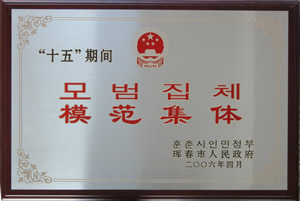 “十五”期间
모범집체
模范集体
훈춘시인민정부
珲春市人民政府
二〇〇六年四月